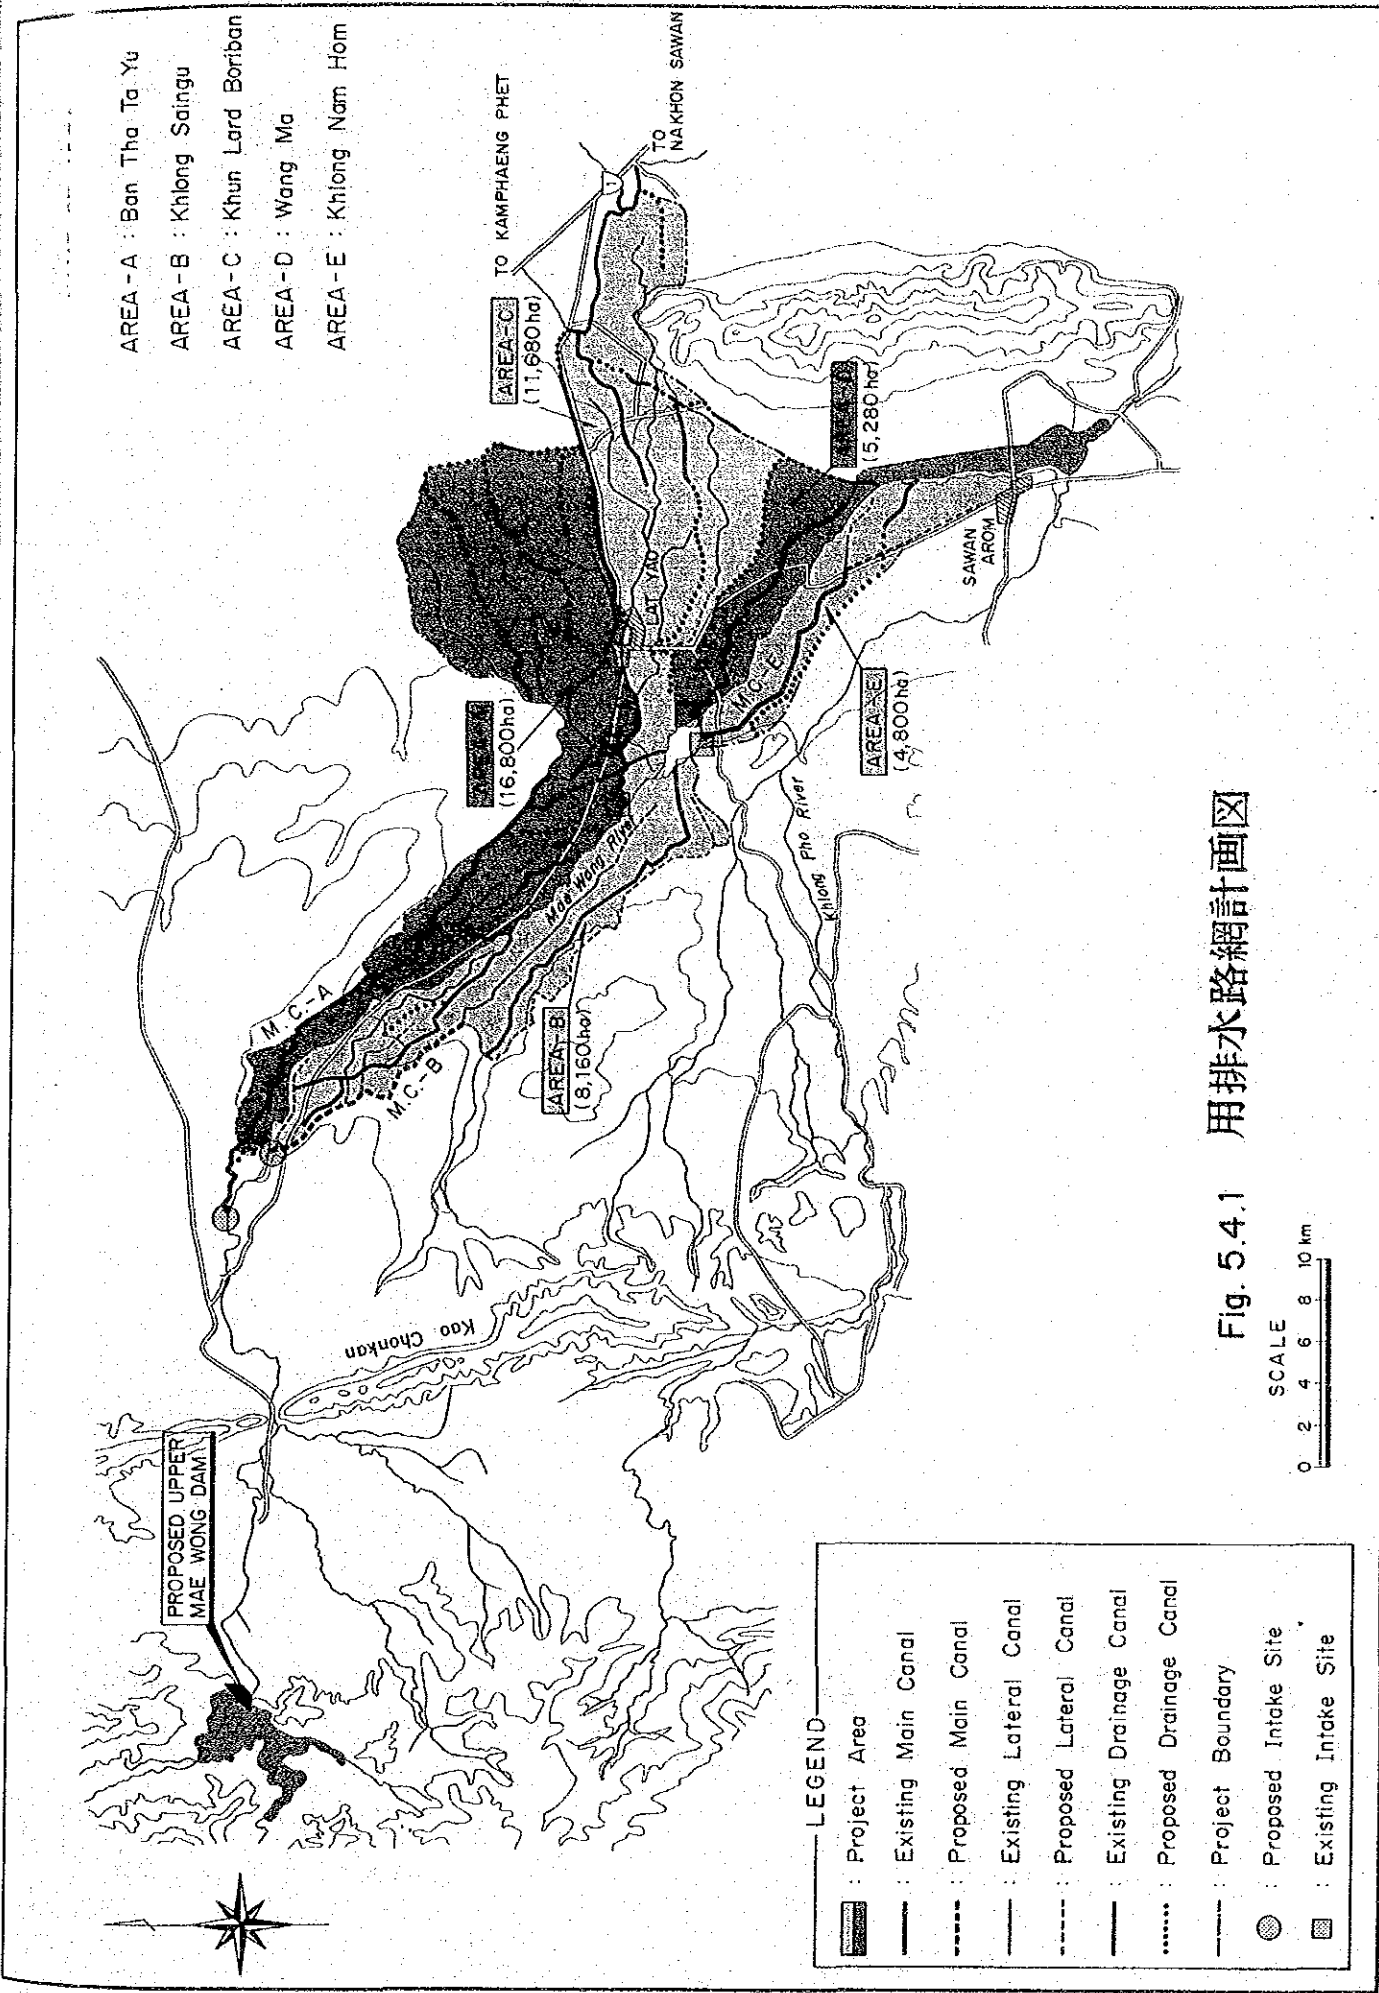 AREA-A : Ban Tha Ta Yu
AREA-B : Khlong Saingu
AREA-C : Khun Lard Boriban
AREA-D : Wang Ma
AREA-E : Khlong Nam Hom
TO KAMPHAENG PHET
TO
NAKHON SAWAN
1
AREA-C
(11,680ha)
(16,800ha)
(5,280ha)
LAT YAO
M.C.-A
M.C.-B
M.C.-E
Mae Wong River
AREA-B
(8,160ha)
AREA-E
(4,800ha)
SAWAN
AROM
Khlong Pho River
Kao Chonkan
PROPOSED UPPER
MAE WONG DAM
LEGEND
: Project Area
: Existing Main Canal
: Proposed Main Canal
: Existing Lateral Canal
: Proposed Lateral Canal
: Existing Drainage Canal
: Proposed Drainage Canal
: Project Boundary
: Proposed Intake Site
: Existing Intake Site
SCALE
0 2 4 6 8 10 km
Fig. 5.4.1 用排水路網計画図